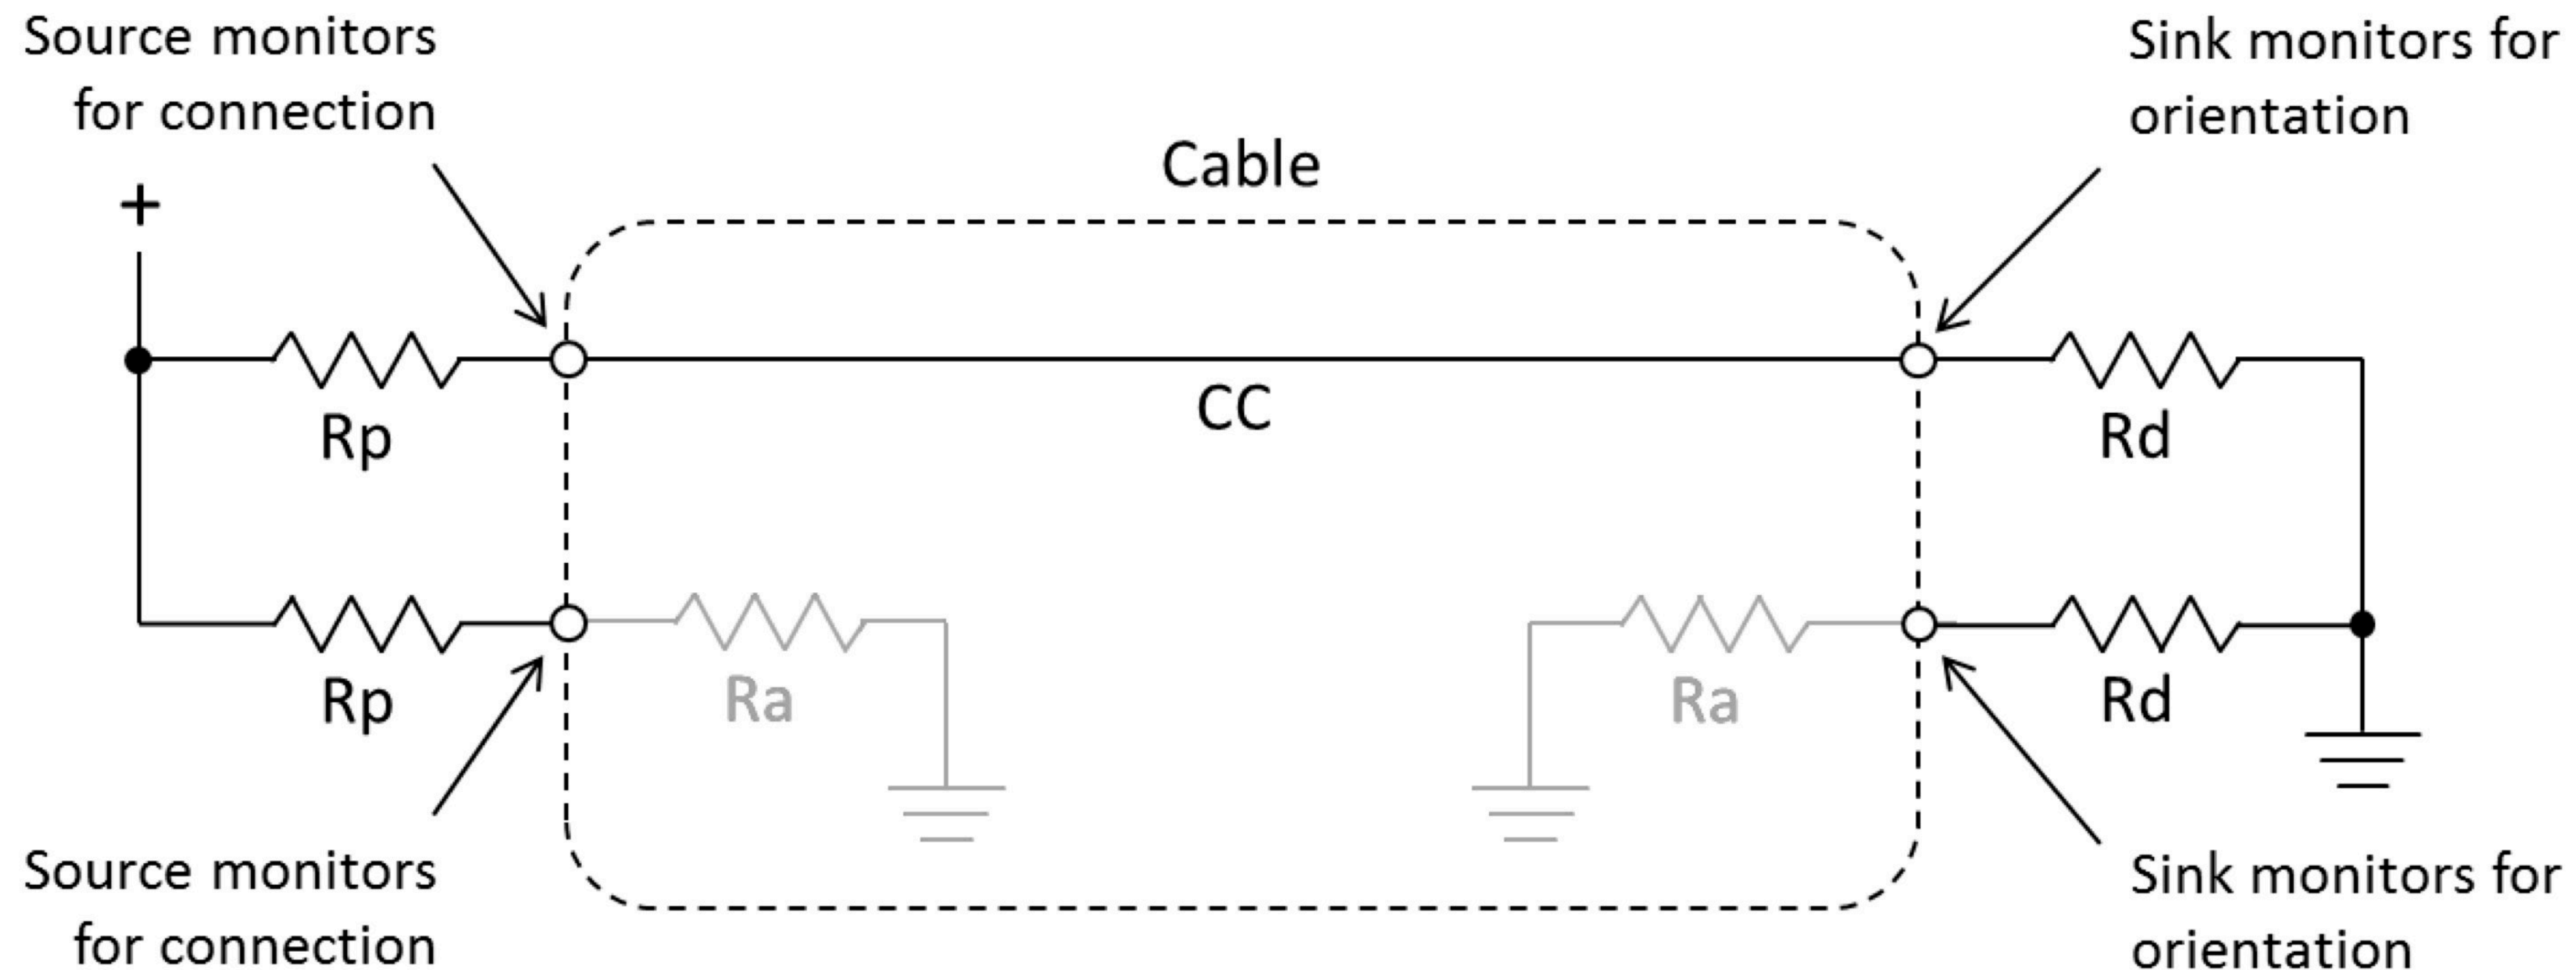 Source monitors
for connection
Sink monitors for
orientation
Cable
+
CC
Rp
Rd
Rp
Ra
Ra
Rd
Source monitors
for connection
Sink monitors for
orientation